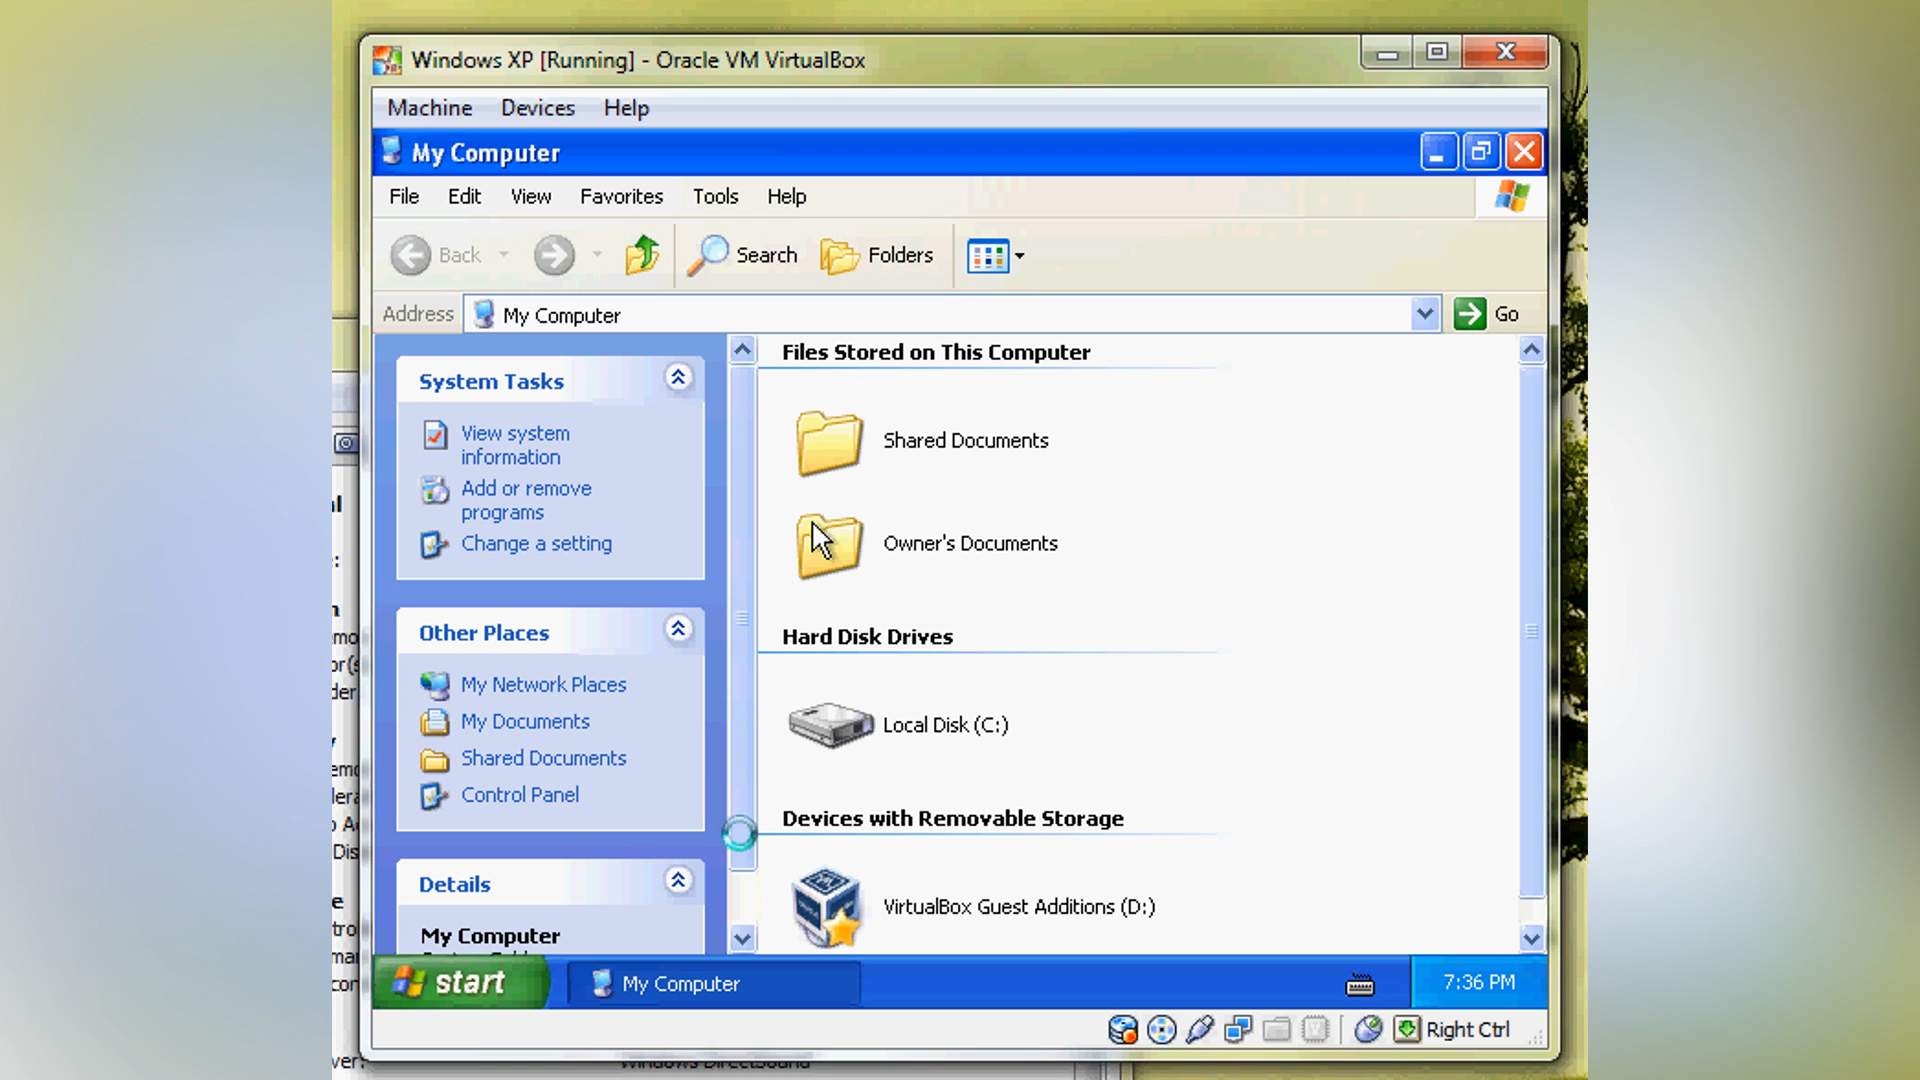 Windows XP [Running] - Oracle VM VirtualBox
Machine Devices Help
My Computer
File Edit View Favorites Tools Help
Back Search Folders
Address My Computer Go
System Tasks
View system
information
Add or remove
programs
Change a setting
Other Places
My Network Places
My Documents
Shared Documents
Control Panel
Details
My Computer
Files Stored on This Computer
Shared Documents
Owner's Documents
Hard Disk Drives
Local Disk (C:)
Devices with Removable Storage
VirtualBox Guest Additions (D:)
start My Computer 7:36 PM
Right Ctrl